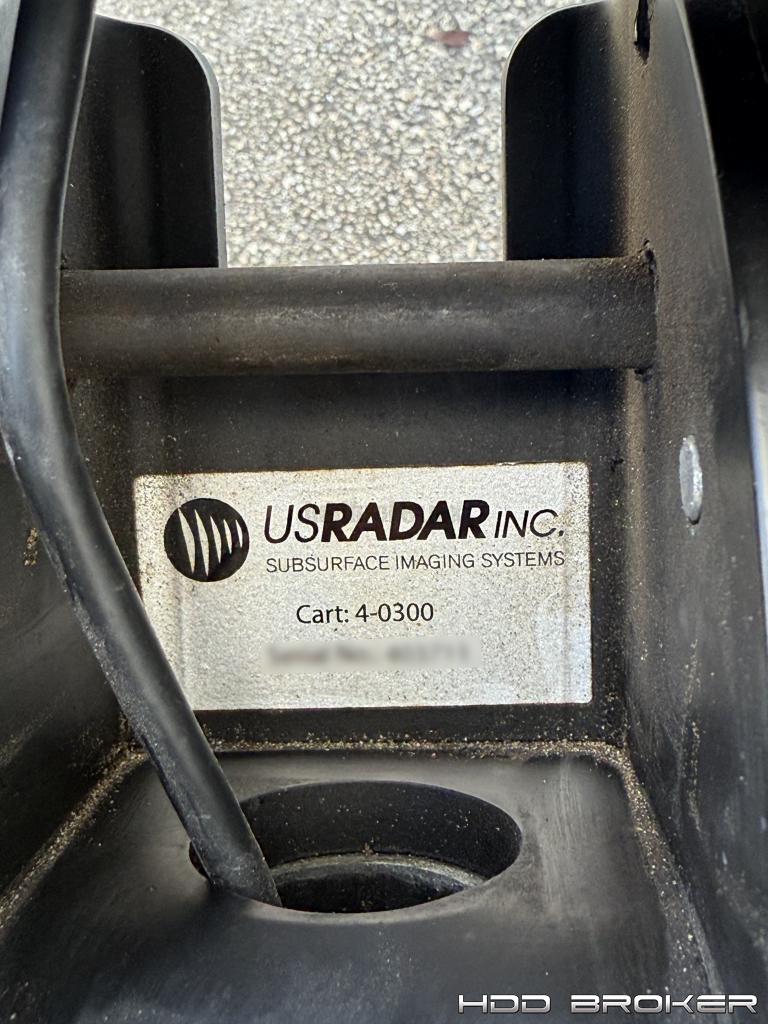 USRADAR INC.
SUBSURFACE IMAGING SYSTEMS
Cart: 4-0300
HDD BROKER